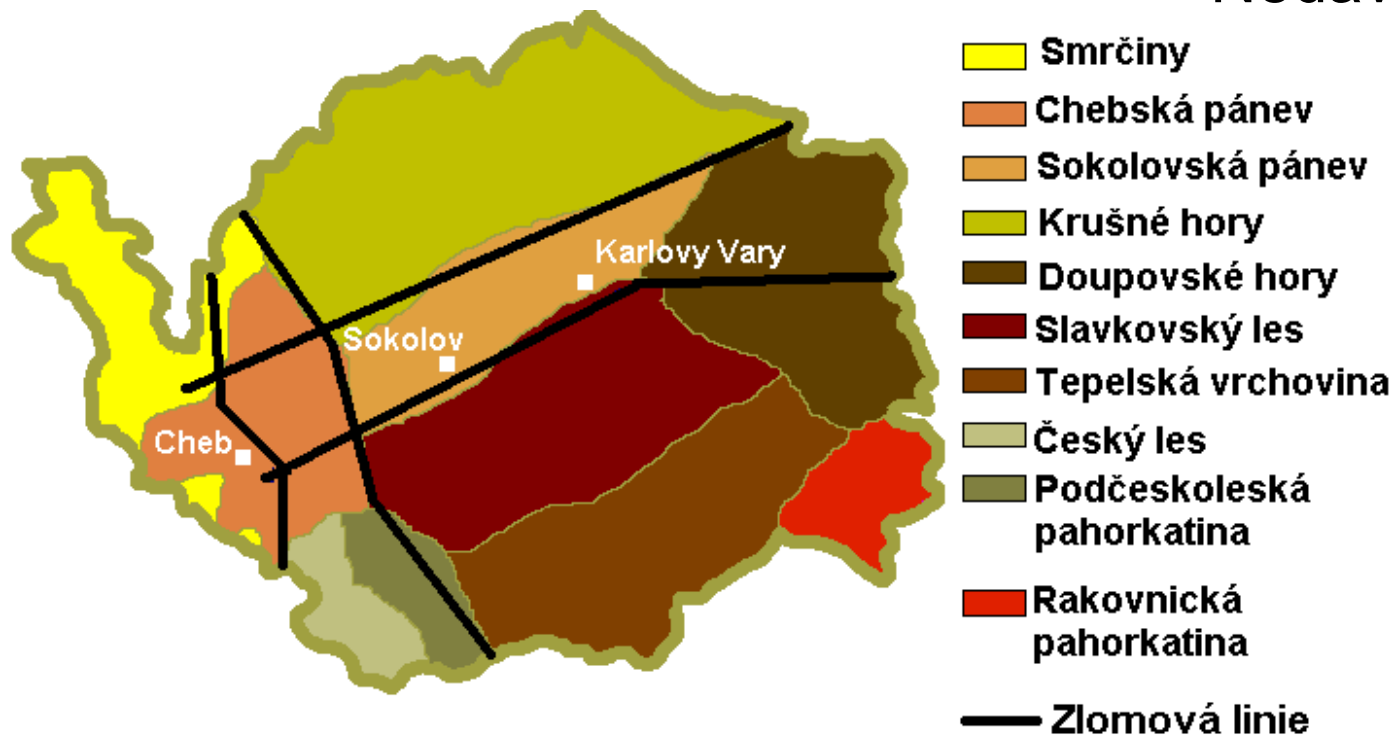 Karlovy Vary
Sokolov
Cheb
Smrčiny
Chebská pánev
Sokolovská pánev
Krušné hory
Doupovské hory
Slavkovský les
Tepelská vrchovina
Český les
Podčeskoleská
pahorkatina
Rakovnická
pahorkatina
Zlomová linie